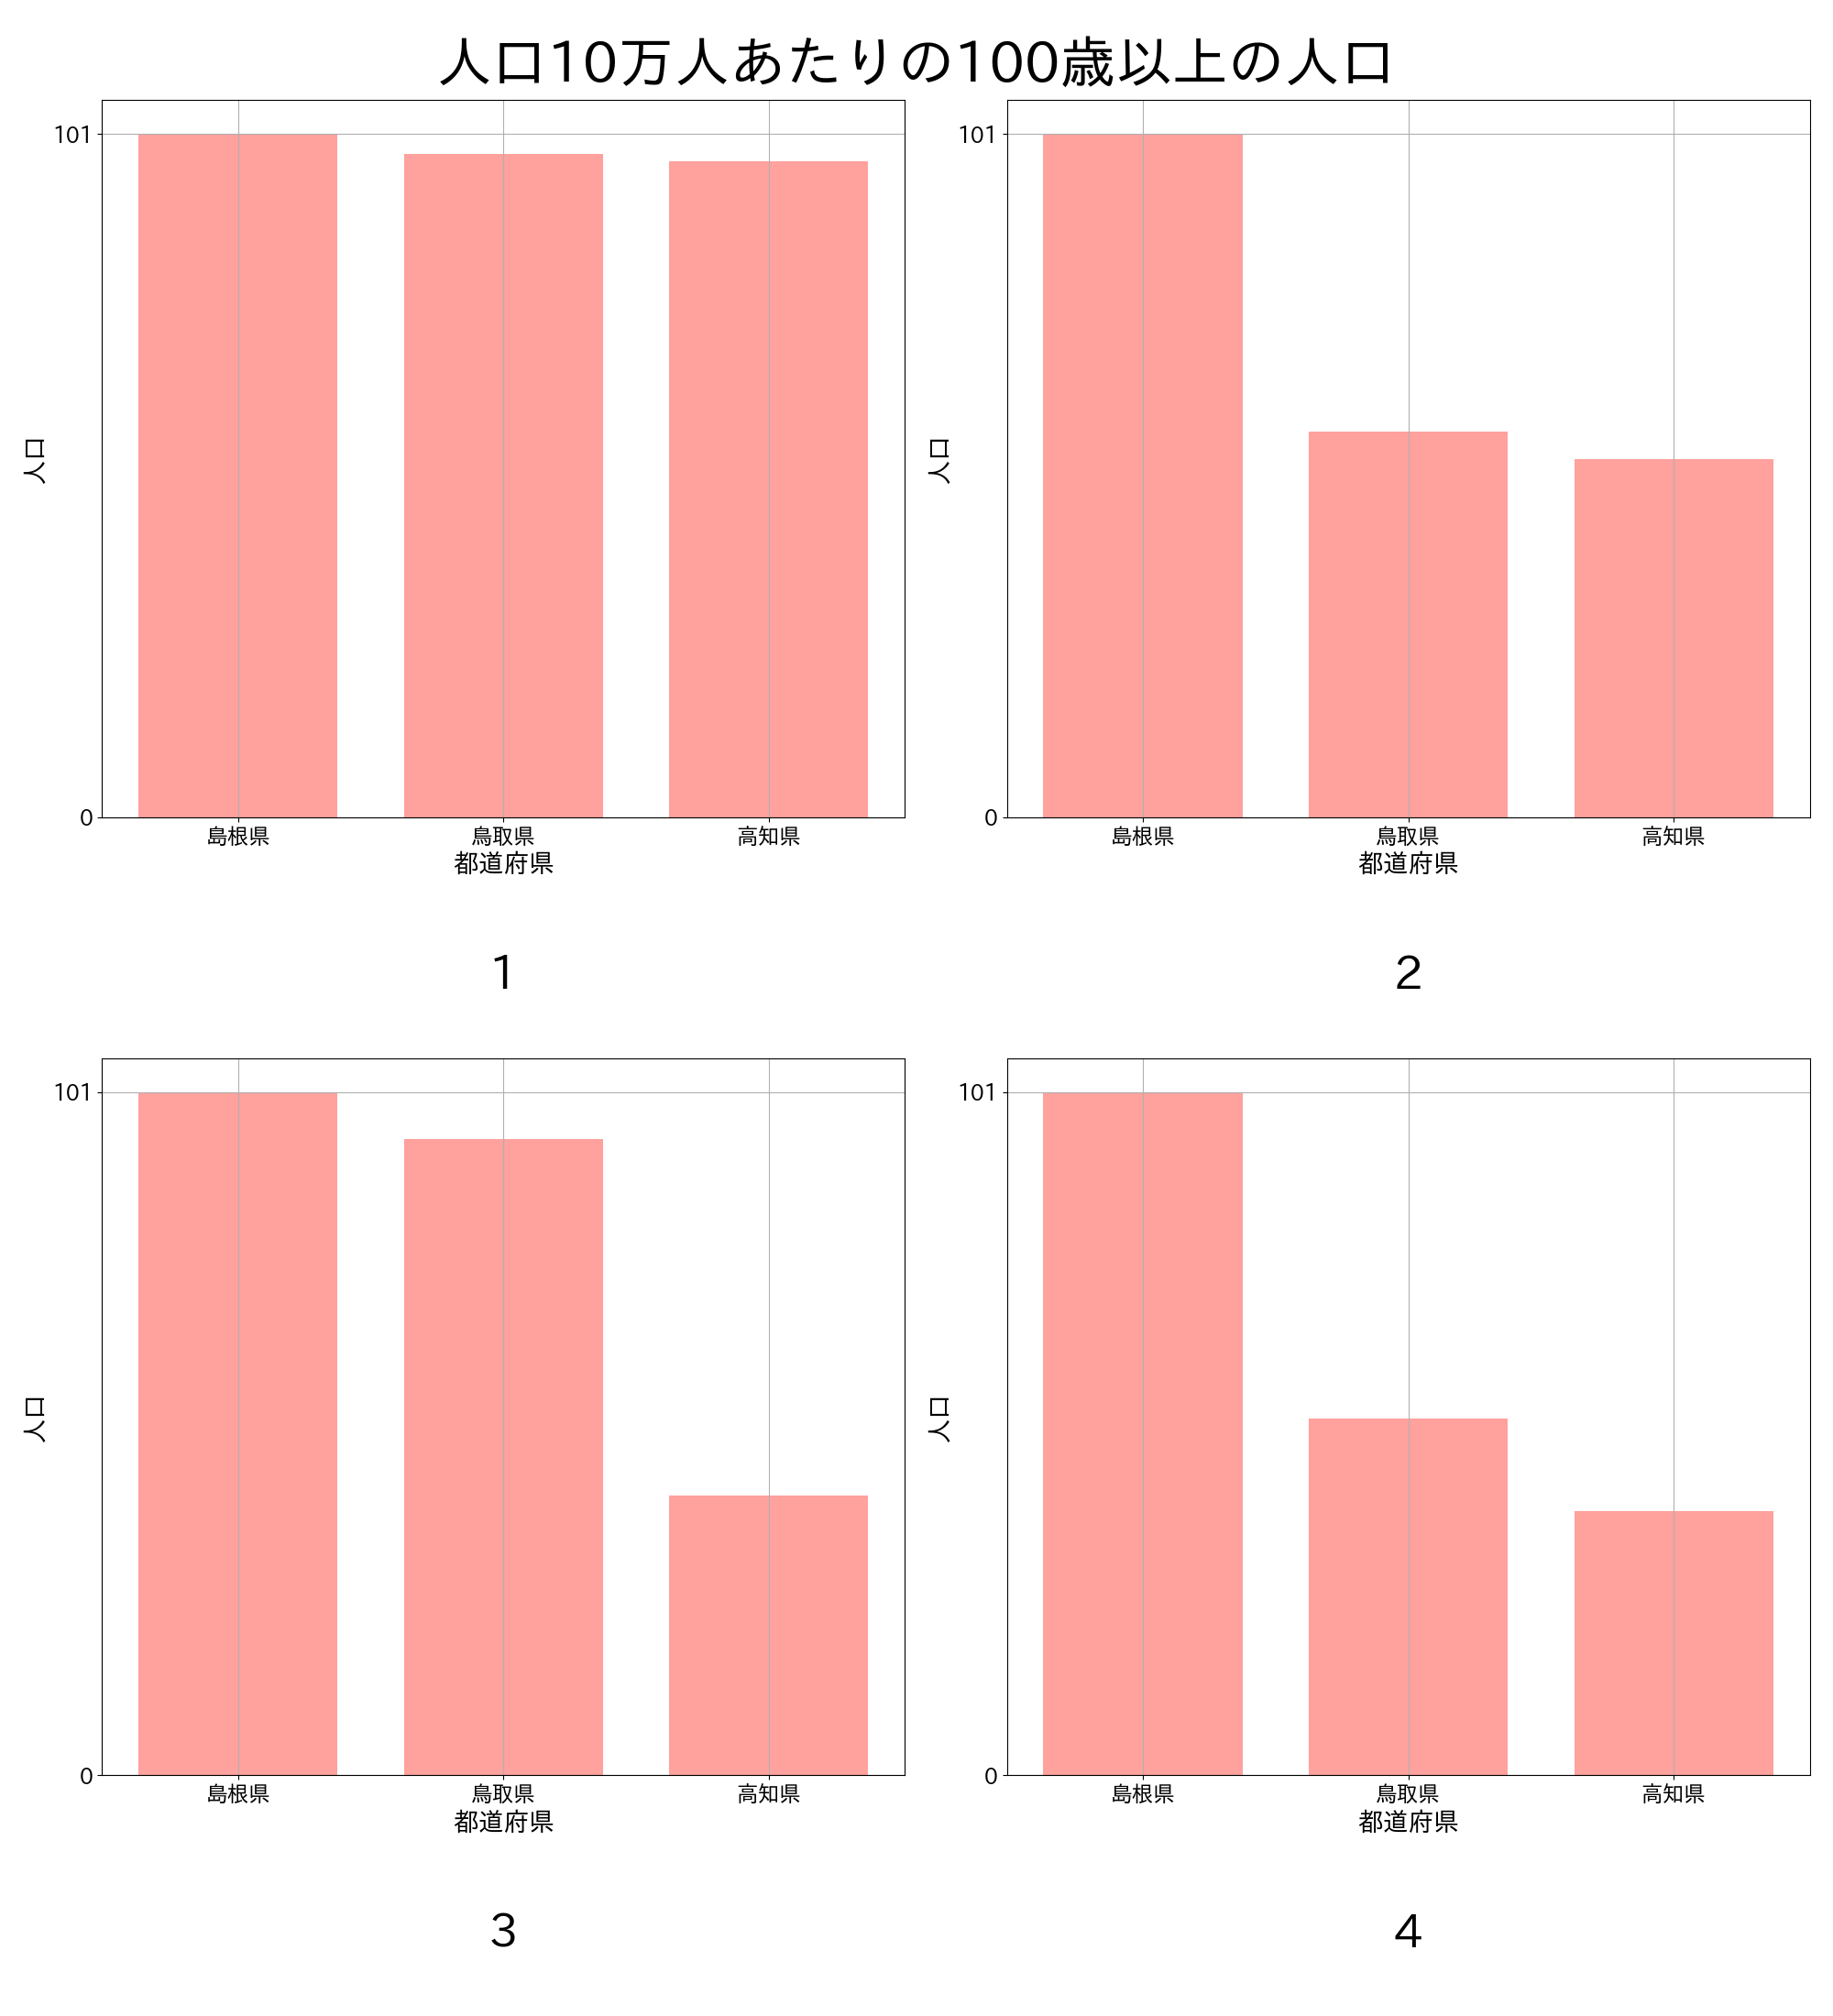 人口10万人あたりの100歳以上の人口
101
0
人口
島根県 鳥取県 高知県
都道府県
1
101
0
人口
島根県 鳥取県 高知県
都道府県
2
101
0
人口
島根県 鳥取県 高知県
都道府県
3
101
0
人口
島根県 鳥取県 高知県
都道府県
4